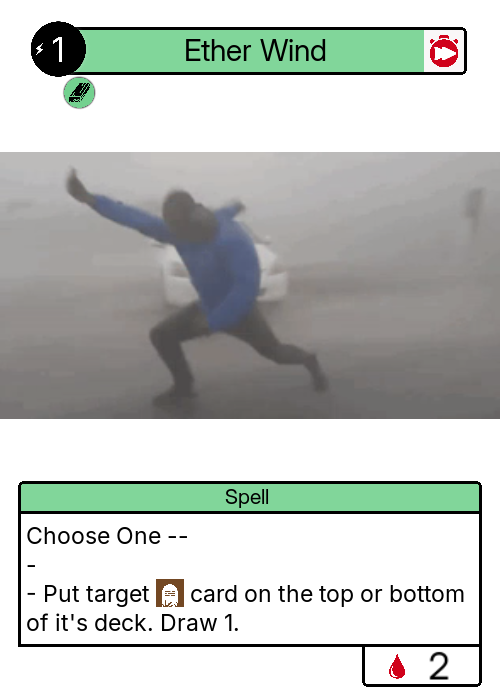 1
Ether Wind
Spell
Choose One --
-
- Put target card on the top or bottom
of it's deck. Draw 1.
2